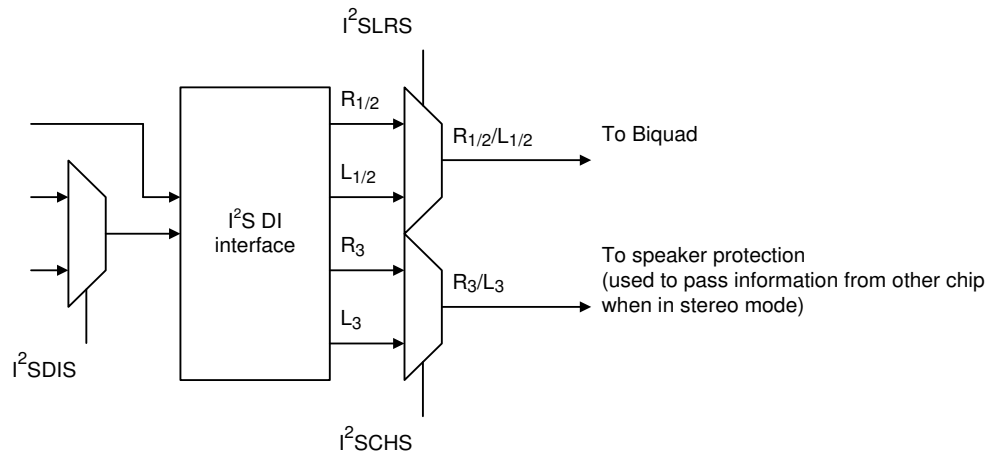 I²SLRS
R1/2
R1/2/L1/2
To Biquad
L1/2
I²S DI
interface
R3
To speaker protection
(used to pass information from other chip
when in stereo mode)
R3/L3
L3
I²SDIS
I²SCHS